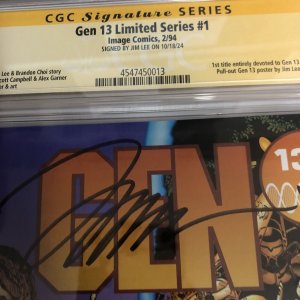 CGC Signature SERIES
Gen 13 Limited Series #1
Image Comics, 2/94
SIGNED BY JIM LEE ON 10/18/24
Lee & Brandon Choi story
cott Campbell & Alex Garner
r & art
4547450013
1st title entirely devoted to Gen 13
Pull-out Gen 13 poster by Jim Lee
GEN
13